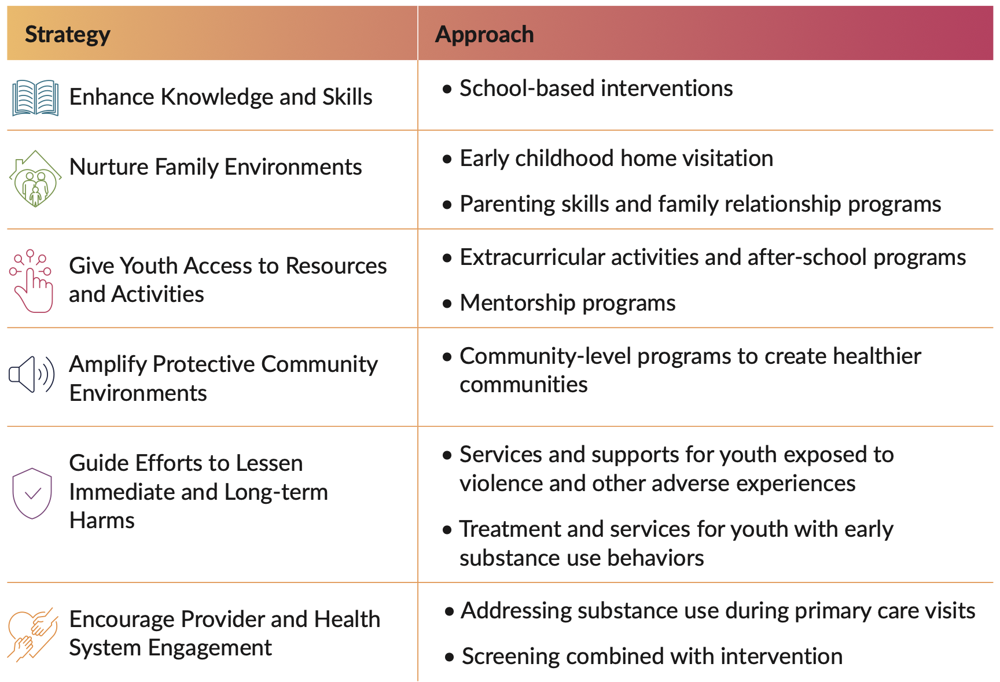 Strategy
Approach
Enhance Knowledge and Skills
• School-based interventions
Nurture Family Environments
• Early childhood home visitation
• Parenting skills and family relationship programs
Give Youth Access to Resources
and Activities
• Extracurricular activities and after-school programs
• Mentorship programs
Amplify Protective Community
Environments
• Community-level programs to create healthier
communities
Guide Efforts to Lessen
Immediate and Long-term
Harms
• Services and supports for youth exposed to
violence and other adverse experiences
• Treatment and services for youth with early
substance use behaviors
Encourage Provider and Health
System Engagement
• Addressing substance use during primary care visits
• Screening combined with intervention